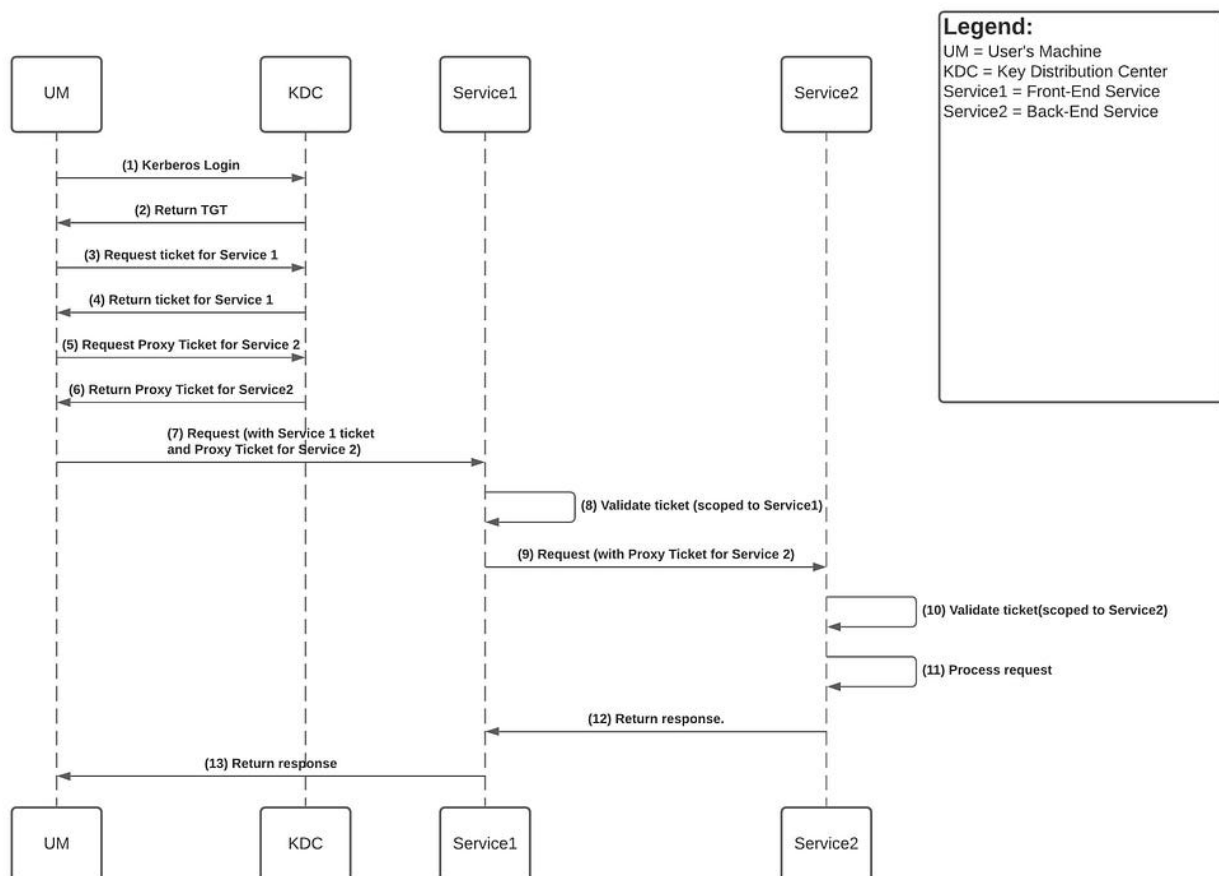 Legend:
UM = User's Machine
KDC = Key Distribution Center
Service1 = Front-End Service
Service2 = Back-End Service
UM
KDC
Service1
Service2
(1) Kerberos Login
(2) Return TGT
(3) Request ticket for Service 1
(4) Return ticket for Service 1
(5) Request Proxy Ticket for Service 2
(6) Return Proxy Ticket for Service2
(7) Request (with Service 1 ticket
and Proxy Ticket for Service 2)
(8) Validate ticket (scoped to Service1)
(9) Request (with Proxy Ticket for Service 2)
(10) Validate ticket(scoped to Service2)
(11) Process request
(12) Return response.
(13) Return response
UM
KDC
Service1
Service2